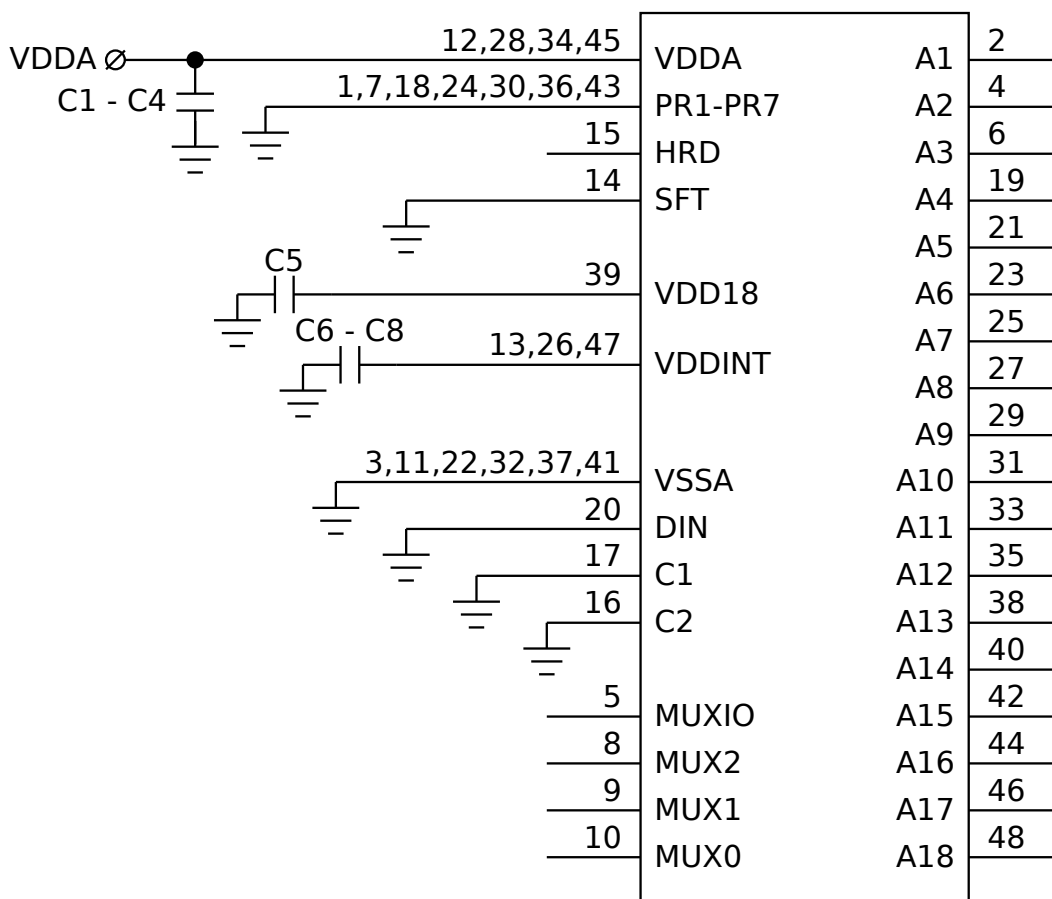 12,28,34,45 VDDA A1 2
VDDA
C1 - C4
1,7,18,24,30,36,43 PR1-PR7 A2 4
15 HRD A3 6
14 SFT A4 19
A5 21
C5
39 VDD18 A6 23
C6 - C8
A7 25
13,26,47 VDDINT
A8 27
A9 29
3,11,22,32,37,41 VSSA A10 31
20 DIN A11 33
17 C1 A12 35
16 C2 A13 38
A14 40
5 MUXIO A15 42
8 MUX2 A16 44
9 MUX1 A17 46
10 MUX0 A18 48